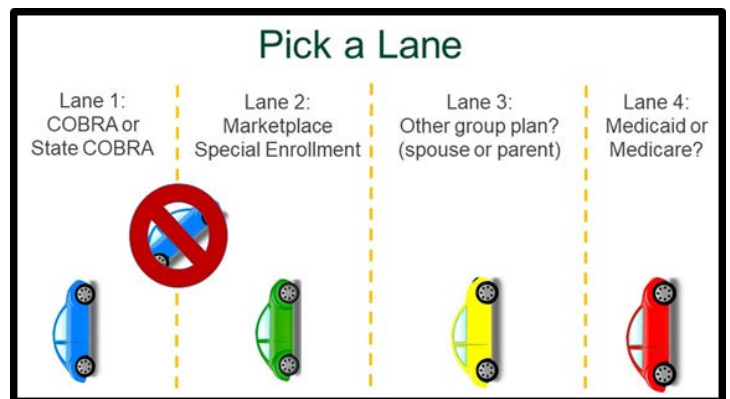 Pick a Lane
Lane 1:
COBRA or
State COBRA
Lane 2:
Marketplace
Special Enrollment
Lane 3:
Other group plan?
(spouse or parent)
Lane 4:
Medicaid or
Medicare?